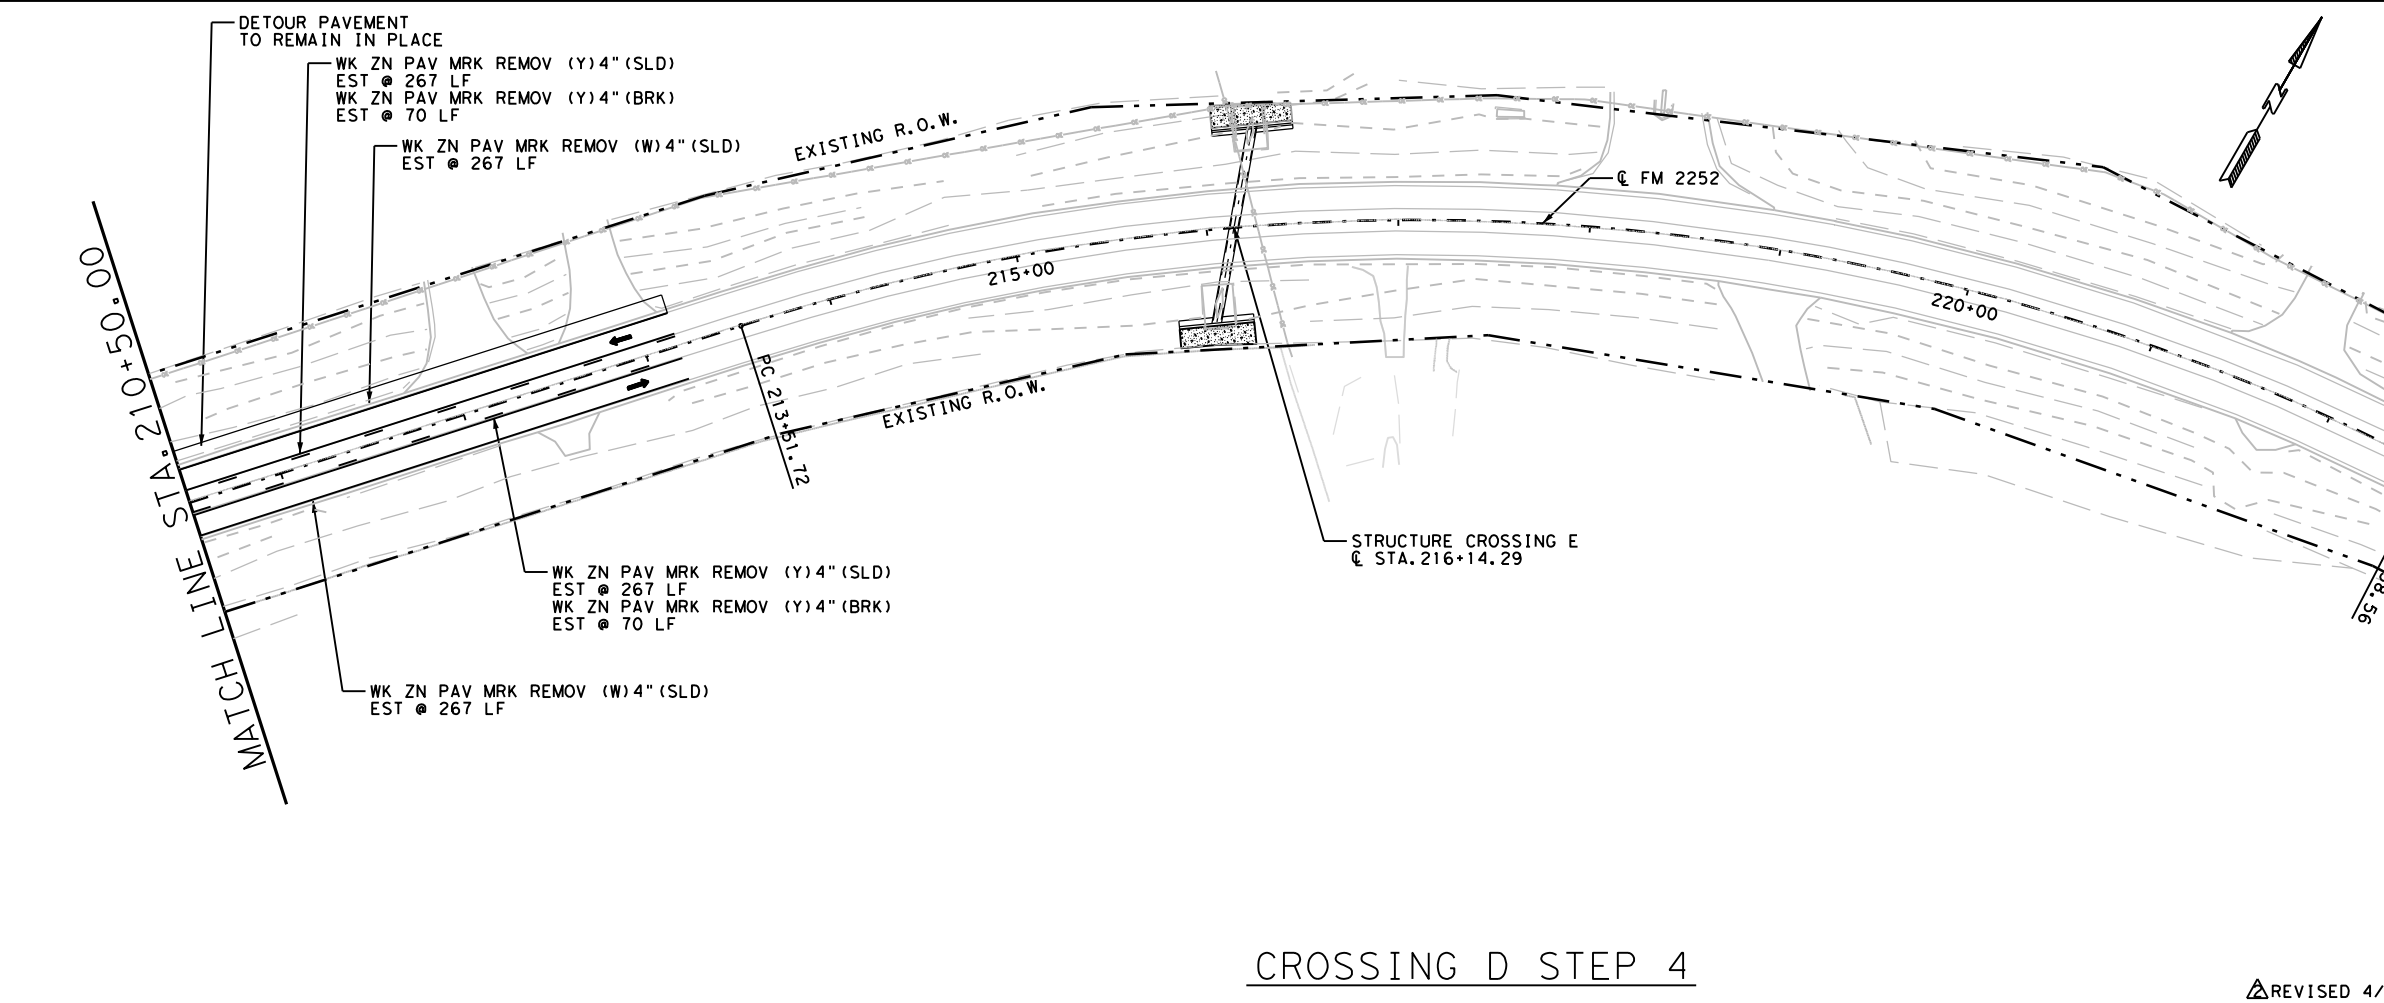 DETOUR PAVEMENT
TO REMAIN IN PLACE
WK ZN PAV MRK REMOV (Y)4"(SLD)
EST @ 267 LF
WK ZN PAV MRK REMOV (Y)4"(BRK)
EST @ 70 LF
WK ZN PAV MRK REMOV (W)4"(SLD)
EST @ 267 LF
EXISTING R.O.W.
℄ FM 2252
215+00
220+00
MATCH LINE STA. 210+50.00
PC 213+51.72
EXISTING R.O.W.
STRUCTURE CROSSING E
℄ STA.216+14.29
WK ZN PAV MRK REMOV (Y)4"(SLD)
EST @ 267 LF
WK ZN PAV MRK REMOV (Y)4"(BRK)
EST @ 70 LF
WK ZN PAV MRK REMOV (W)4"(SLD)
EST @ 267 LF
8.56
CROSSING D STEP 4
2 REVISED 4/